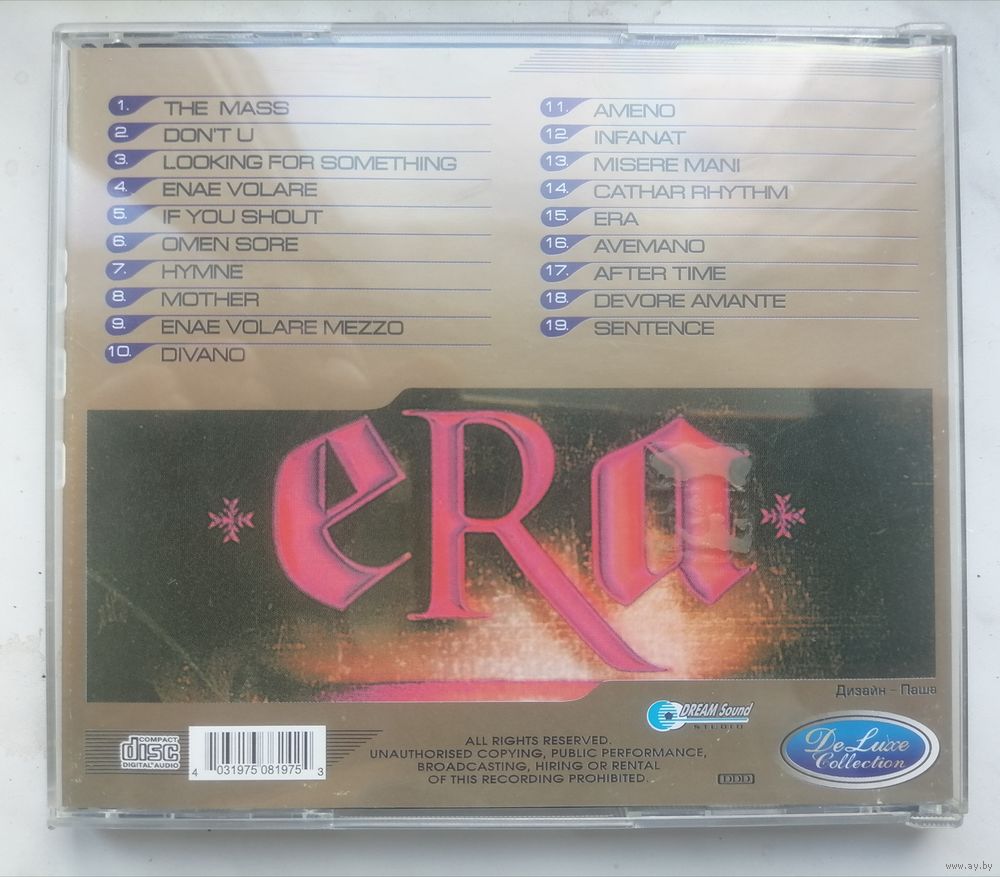 1. THE MASS
2. DON'T U
3. LOOKING FOR SOMETHING
4. ENAE VOLARE
5. IF YOU SHOUT
6. OMEN SORE
7. HYMNE
8. MOTHER
9. ENAE VOLARE MEZZO
10. DIVANO
11. AMENO
12. INFANAT
13. MISERE MANI
14. CATHAR RHYTHM
15. ERA
16. AVEMANO
17. AFTER TIME
18. DEVORE AMANTE
19. SENTENCE
eRa
Дизайн - Паша
DREAM Sound
STUDIO
DeLuxe
Collection
COMPACT
disc
DIGITAL AUDIO
4 031975 081975 3
ALL RIGHTS RESERVED.
UNAUTHORISED COPYING, PUBLIC PERFORMANCE,
BROADCASTING, HIRING OR RENTAL
OF THIS RECORDING PROHIBITED.
DDD
www.ay.by